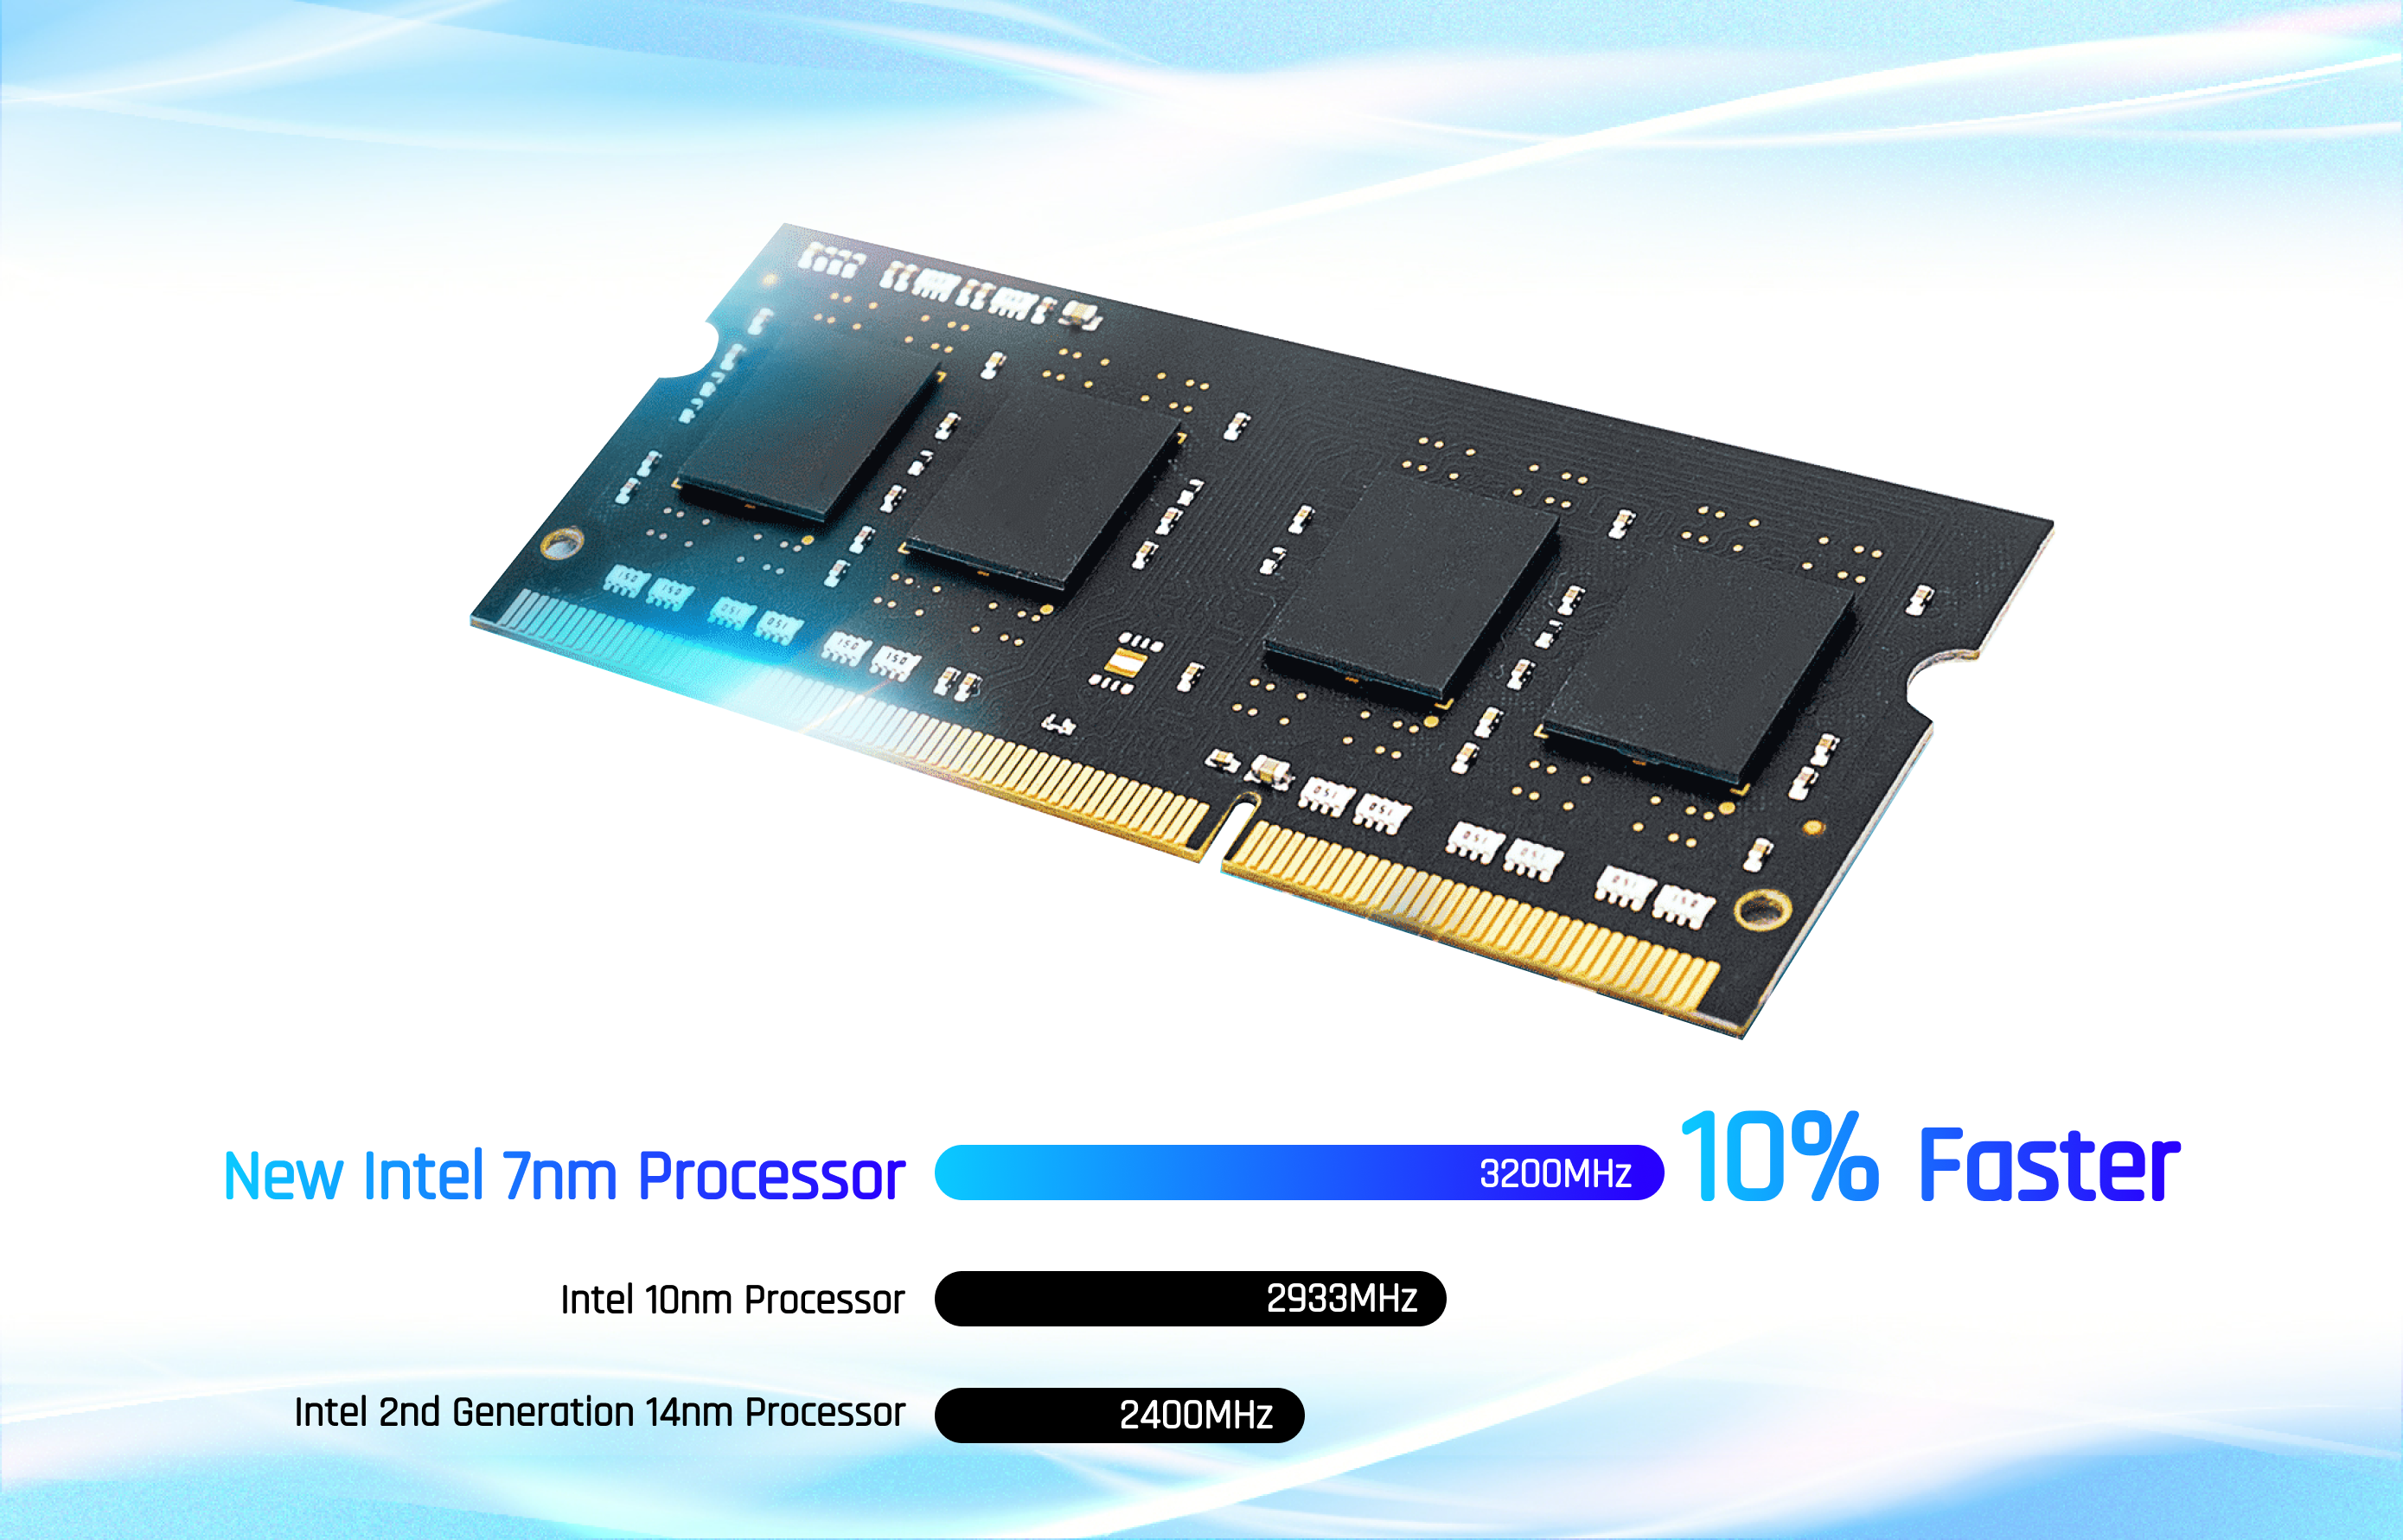 New Intel 7nm Processor 3200MHz 10% Faster
Intel 10nm Processor 2933MHz
Intel 2nd Generation 14nm Processor 2400MHz